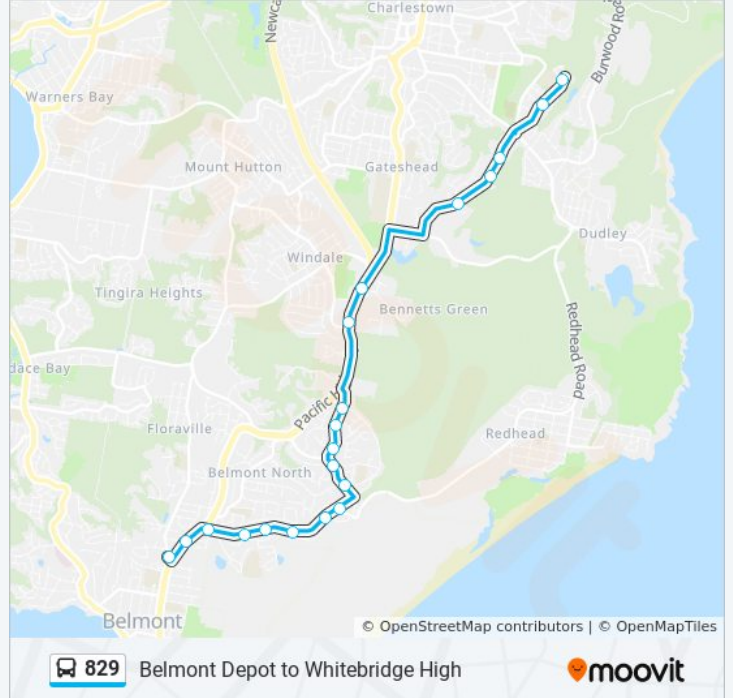 Charlestown
Newca
Burwood Roa
Warners Bay
Mount Hutton
Gateshead
Dudley
Windale
Tingira Heights
Bennetts Green
Redhead Road
dace Bay
Pacific H
Floraville
Redhead
Belmont North
Belmont
© OpenStreetMap contributors | © OpenMapTiles
829 Belmont Depot to Whitebridge High
moovit